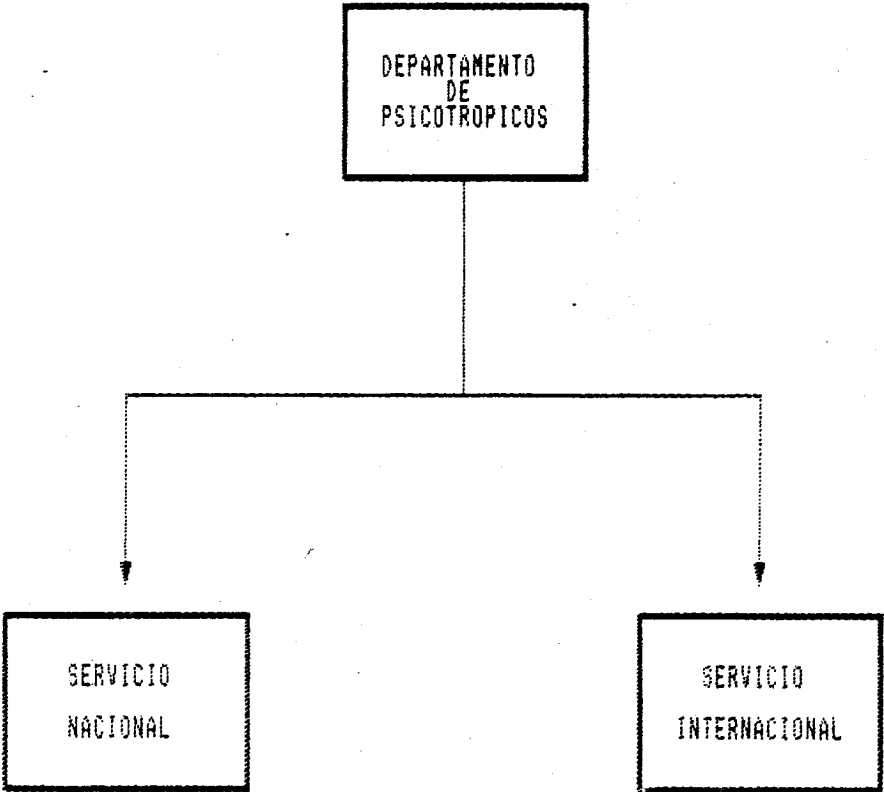 DEPARTAMENTO
DE
PSICOTROPICOS
SERVICIO
NACIONAL
SERVICIO
INTERNACIONAL